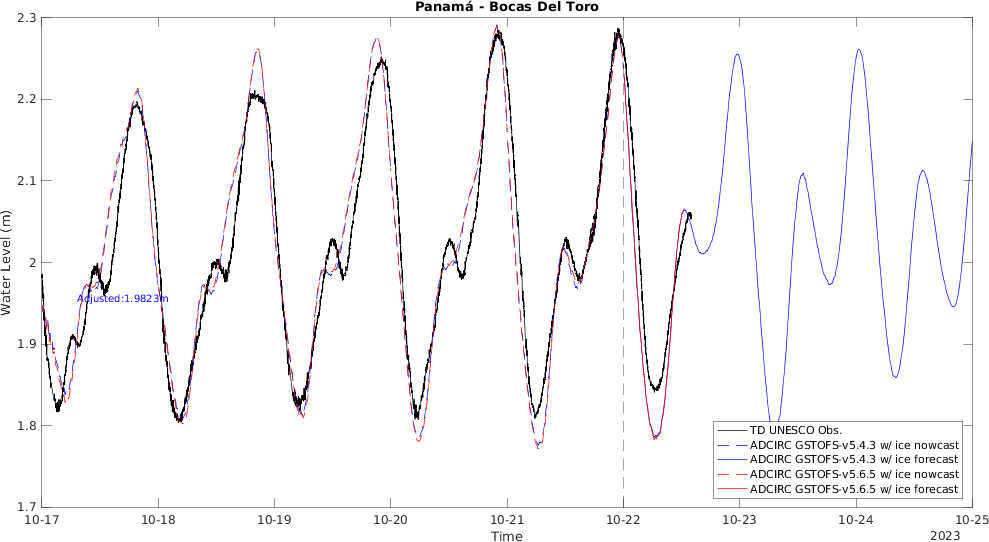 Panamá - Bocas Del Toro
2.3
2.2
2.1
2
1.9
1.8
1.7
Water Level (m)
Adjusted:1.9823m
TD UNESCO Obs.
ADCIRC GSTOFS-v5.4.3 w/ ice nowcast
ADCIRC GSTOFS-v5.4.3 w/ ice forecast
ADCIRC GSTOFS-v5.6.5 w/ ice nowcast
ADCIRC GSTOFS-v5.6.5 w/ ice forecast
10-17 10-18 10-19 10-20 10-21 10-22 10-23 10-24 10-25
Time
2023